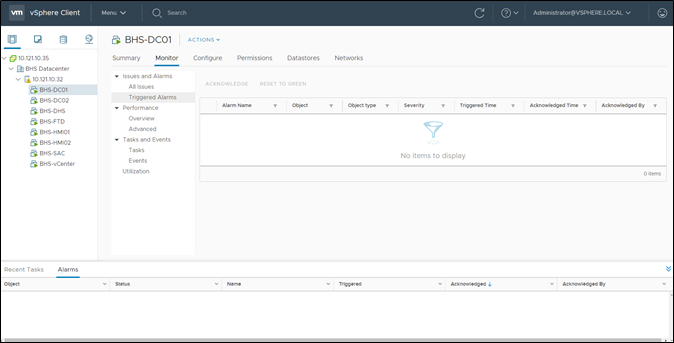 vm vSphere Client Menu Search Administrator@VSPHERE.LOCAL
BHS-DC01 ACTIONS
Summary Monitor Configure Permissions Datastores Networks
10.121.10.35
BHS Datacenter
10.121.10.32
BHS-DC01
BHS-DC02
BHS-DHS
BHS-FTD
BHS-HMI01
BHS-HMI02
BHS-SAC
BHS-vCenter
Issues and Alarms
All Issues
Triggered Alarms
Performance
Overview
Advanced
Tasks and Events
Tasks
Events
Utilization
ACKNOWLEDGE RESET TO GREEN
Alarm Name Object Object type Severity Triggered Time Acknowledged Time Acknowledged By
No items to display
0 items
Recent Tasks Alarms
Object Status Name Triggered Acknowledged Acknowledged By